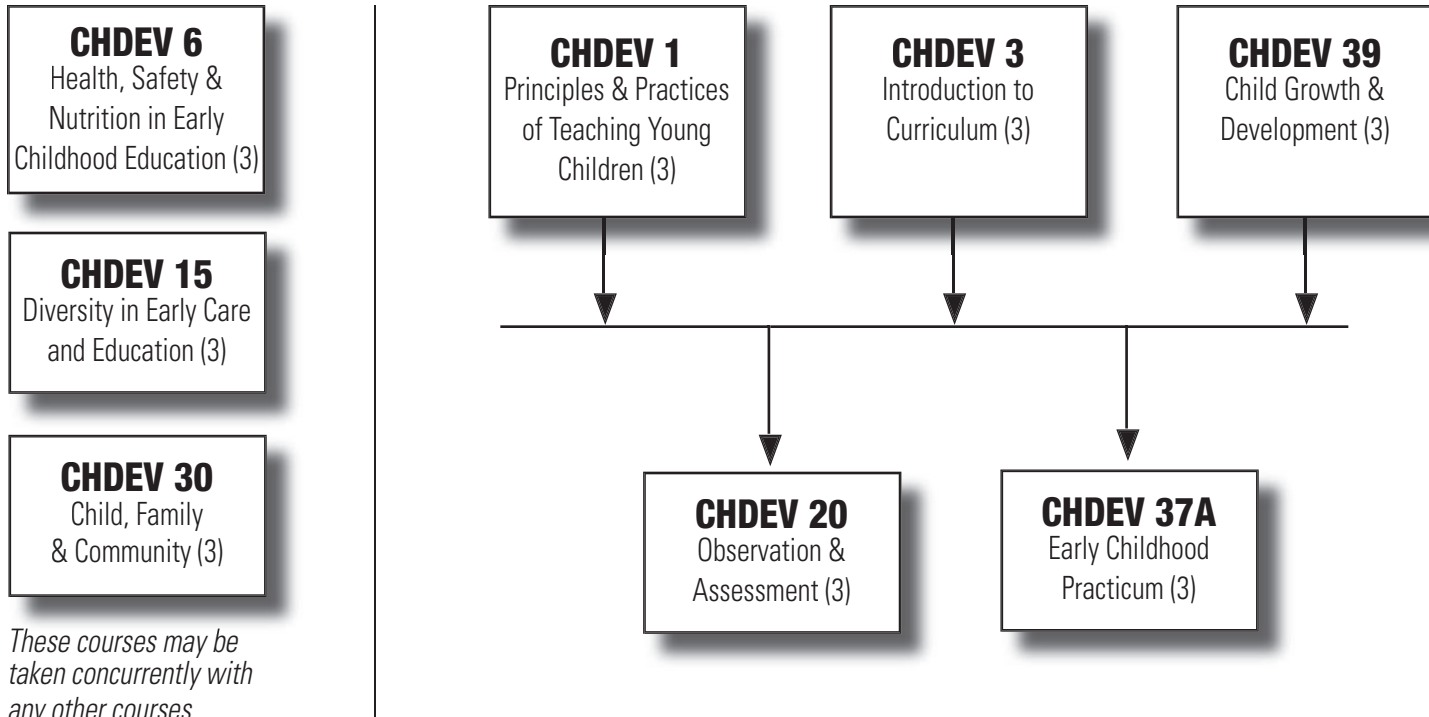 CHDEV 6
Health, Safety &
Nutrition in Early
Childhood Education (3)
CHDEV 15
Diversity in Early Care
and Education (3)
CHDEV 30
Child, Family
& Community (3)
These courses may be
taken concurrently with
any other courses
CHDEV 1
Principles & Practices
of Teaching Young
Children (3)
CHDEV 3
Introduction to
Curriculum (3)
CHDEV 39
Child Growth &
Development (3)
CHDEV 20
Observation &
Assessment (3)
CHDEV 37A
Early Childhood
Practicum (3)